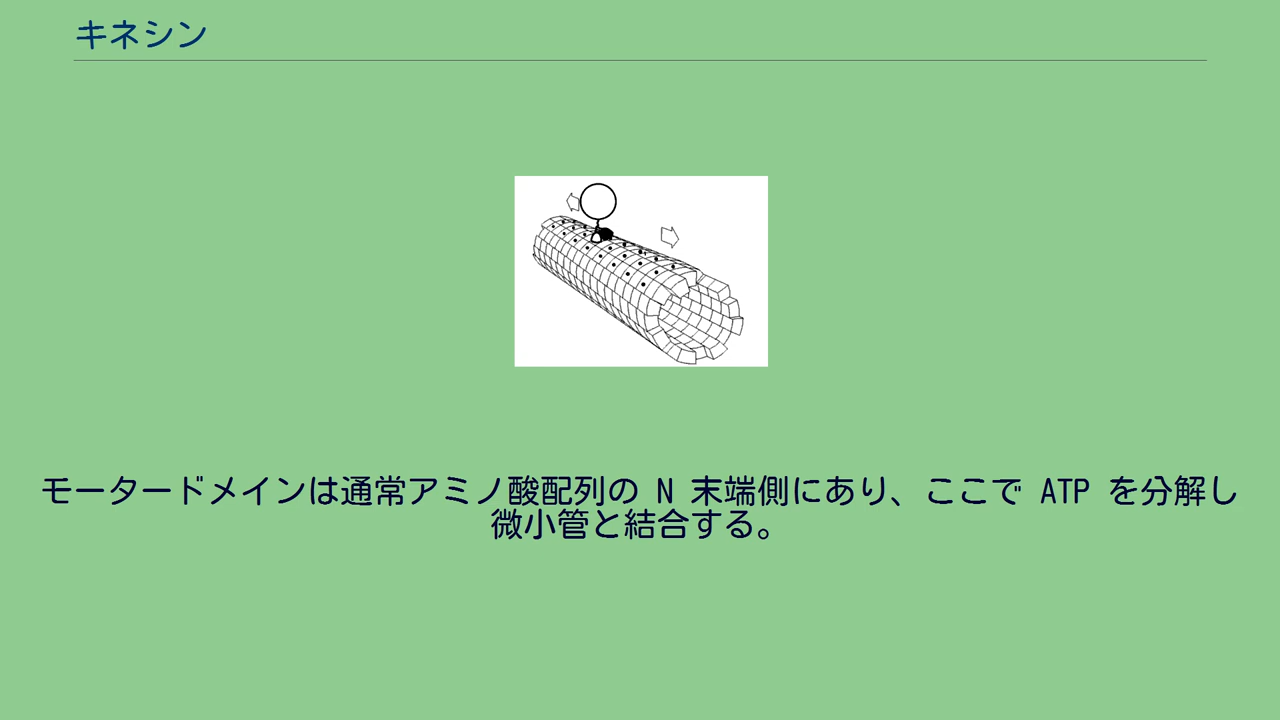 キネシン
モータードメインは通常アミノ酸配列の N 末端側にあり、ここで ATP を分解し
微小管と結合する。